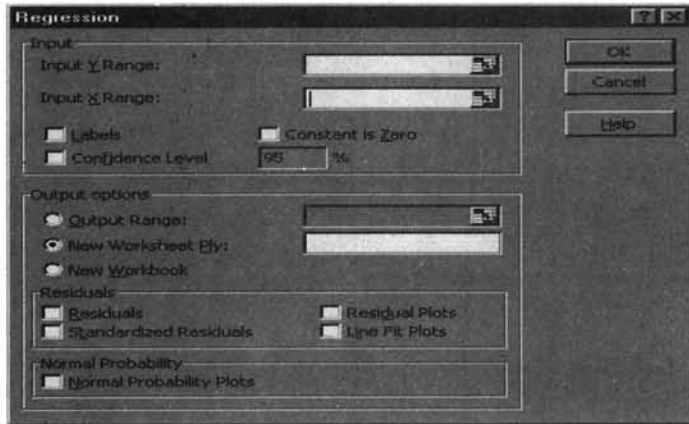 Regression
Input
Input Y Range:
Input X Range:
Labels
Constant is Zero
Confidence Level
95 %
OK
Cancel
Help
Output options
Output Range:
New Worksheet Ply:
New Workbook
Residuals
Residuals
Residual Plots
Standardized Residuals
Line Fit Plots
Normal Probability
Normal Probability Plots